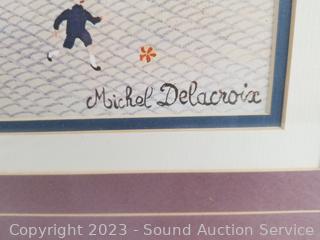 Michel Delacroix
Copyright 2023 - Sound Auction Service